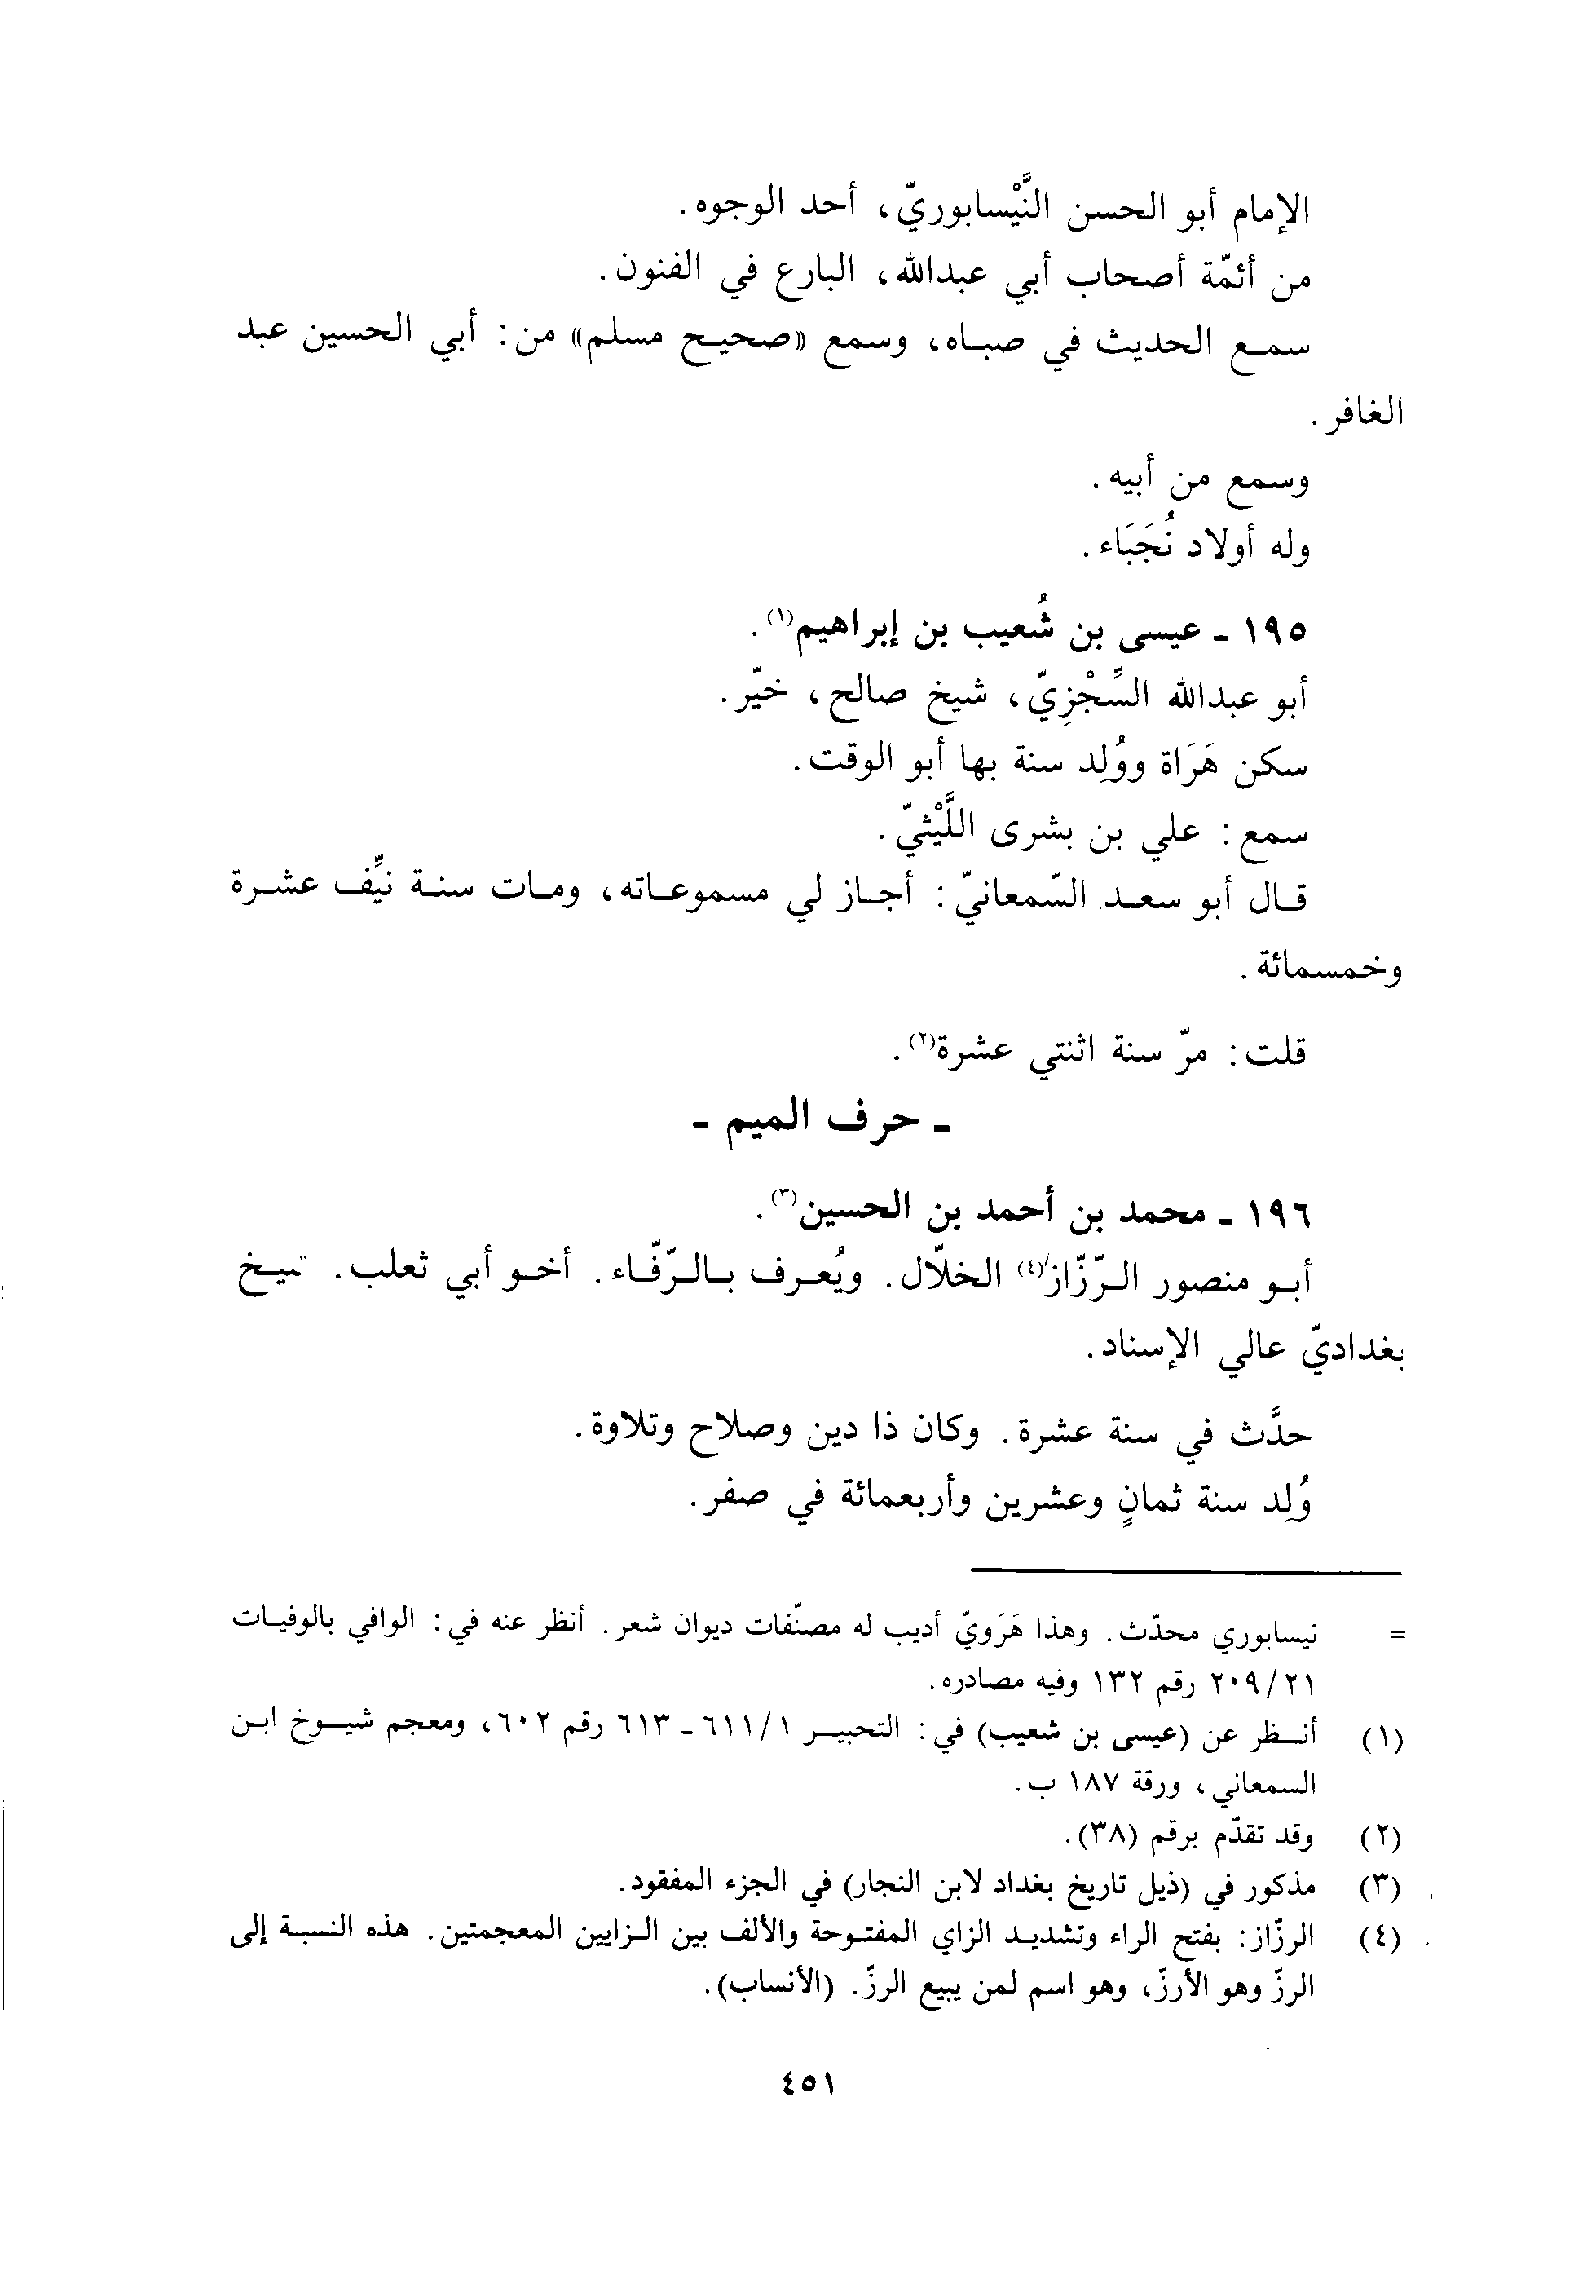 الإمام أبو الحسن النَّيْسابوريّ، أحد الوجوه.
من أئمّة أصحاب أبي عبدالله، البارع في الفنون.
سمع الحديث في صباه، وسمع «صحيح مسلم» من: أبي الحسين عبد
الغافر.
وسمع من أبيه.
وله أولاد نُجَبَاء.
١٩٥ ـ عيسى بن شُعيب بن إبراهيم(١).
أبو عبدالله السِّجْزِيّ، شيخ صالح، خيّر.
سكن هَرَاة ووُلِد سنة بها أبو الوقت.
سمع: علي بن بشرى اللَّيْثيّ.
قال أبو سعد السّمعانيّ: أجاز لي مسموعاته، ومات سنة نيِّف عشرة
وخمسمائة.
قلت: مرّ سنة اثنتي عشرة(٢).
ـ حرف الميم ـ
١٩٦ ـ محمد بن أحمد بن الحسين(٣).
أبو منصور الرّزّاز(٤) الخلّال. ويُعرف بالرّفّاء. أخو أبي ثعلب. شيخ
بغداديّ عالي الإسناد.
حدَّث في سنة عشرة. وكان ذا دين وصلاح وتلاوة.
وُلِد سنة ثمانٍ وعشرين وأربعمائة في صفر.
= نيسابوري محدّث. وهذا هَرَويّ أديب له مصنّفات ديوان شعر. أنظر عنه في: الوافي بالوفيات
٢٠٩/٢١ رقم ١٣٢ وفيه مصادره.
(١) أنظر عن (عيسى بن شعيب) في: التحبير ٦١١/١ ـ ٦١٣ رقم ٦٠٢، ومعجم شيوخ ابن
السمعاني، ورقة ١٨٧ ب.
(٢) وقد تقدّم برقم (٣٨).
(٣) مذكور في (ذيل تاريخ بغداد لابن النجار) في الجزء المفقود.
(٤) الرزّاز: بفتح الراء وتشديد الزاي المفتوحة والألف بين الزايين المعجمتين. هذه النسبة إلى
الرزّ وهو الأرزّ، وهو اسم لمن يبيع الرزّ. (الأنساب).
٤٥١